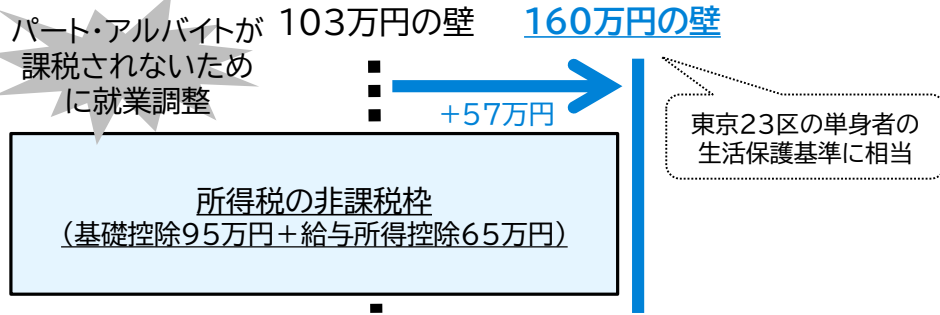 パート・アルバイトが
課税されないため
に就業調整
103万円の壁
160万円の壁
+57万円
東京23区の単身者の
生活保護基準に相当
所得税の非課税枠
（基礎控除95万円＋給与所得控除65万円）